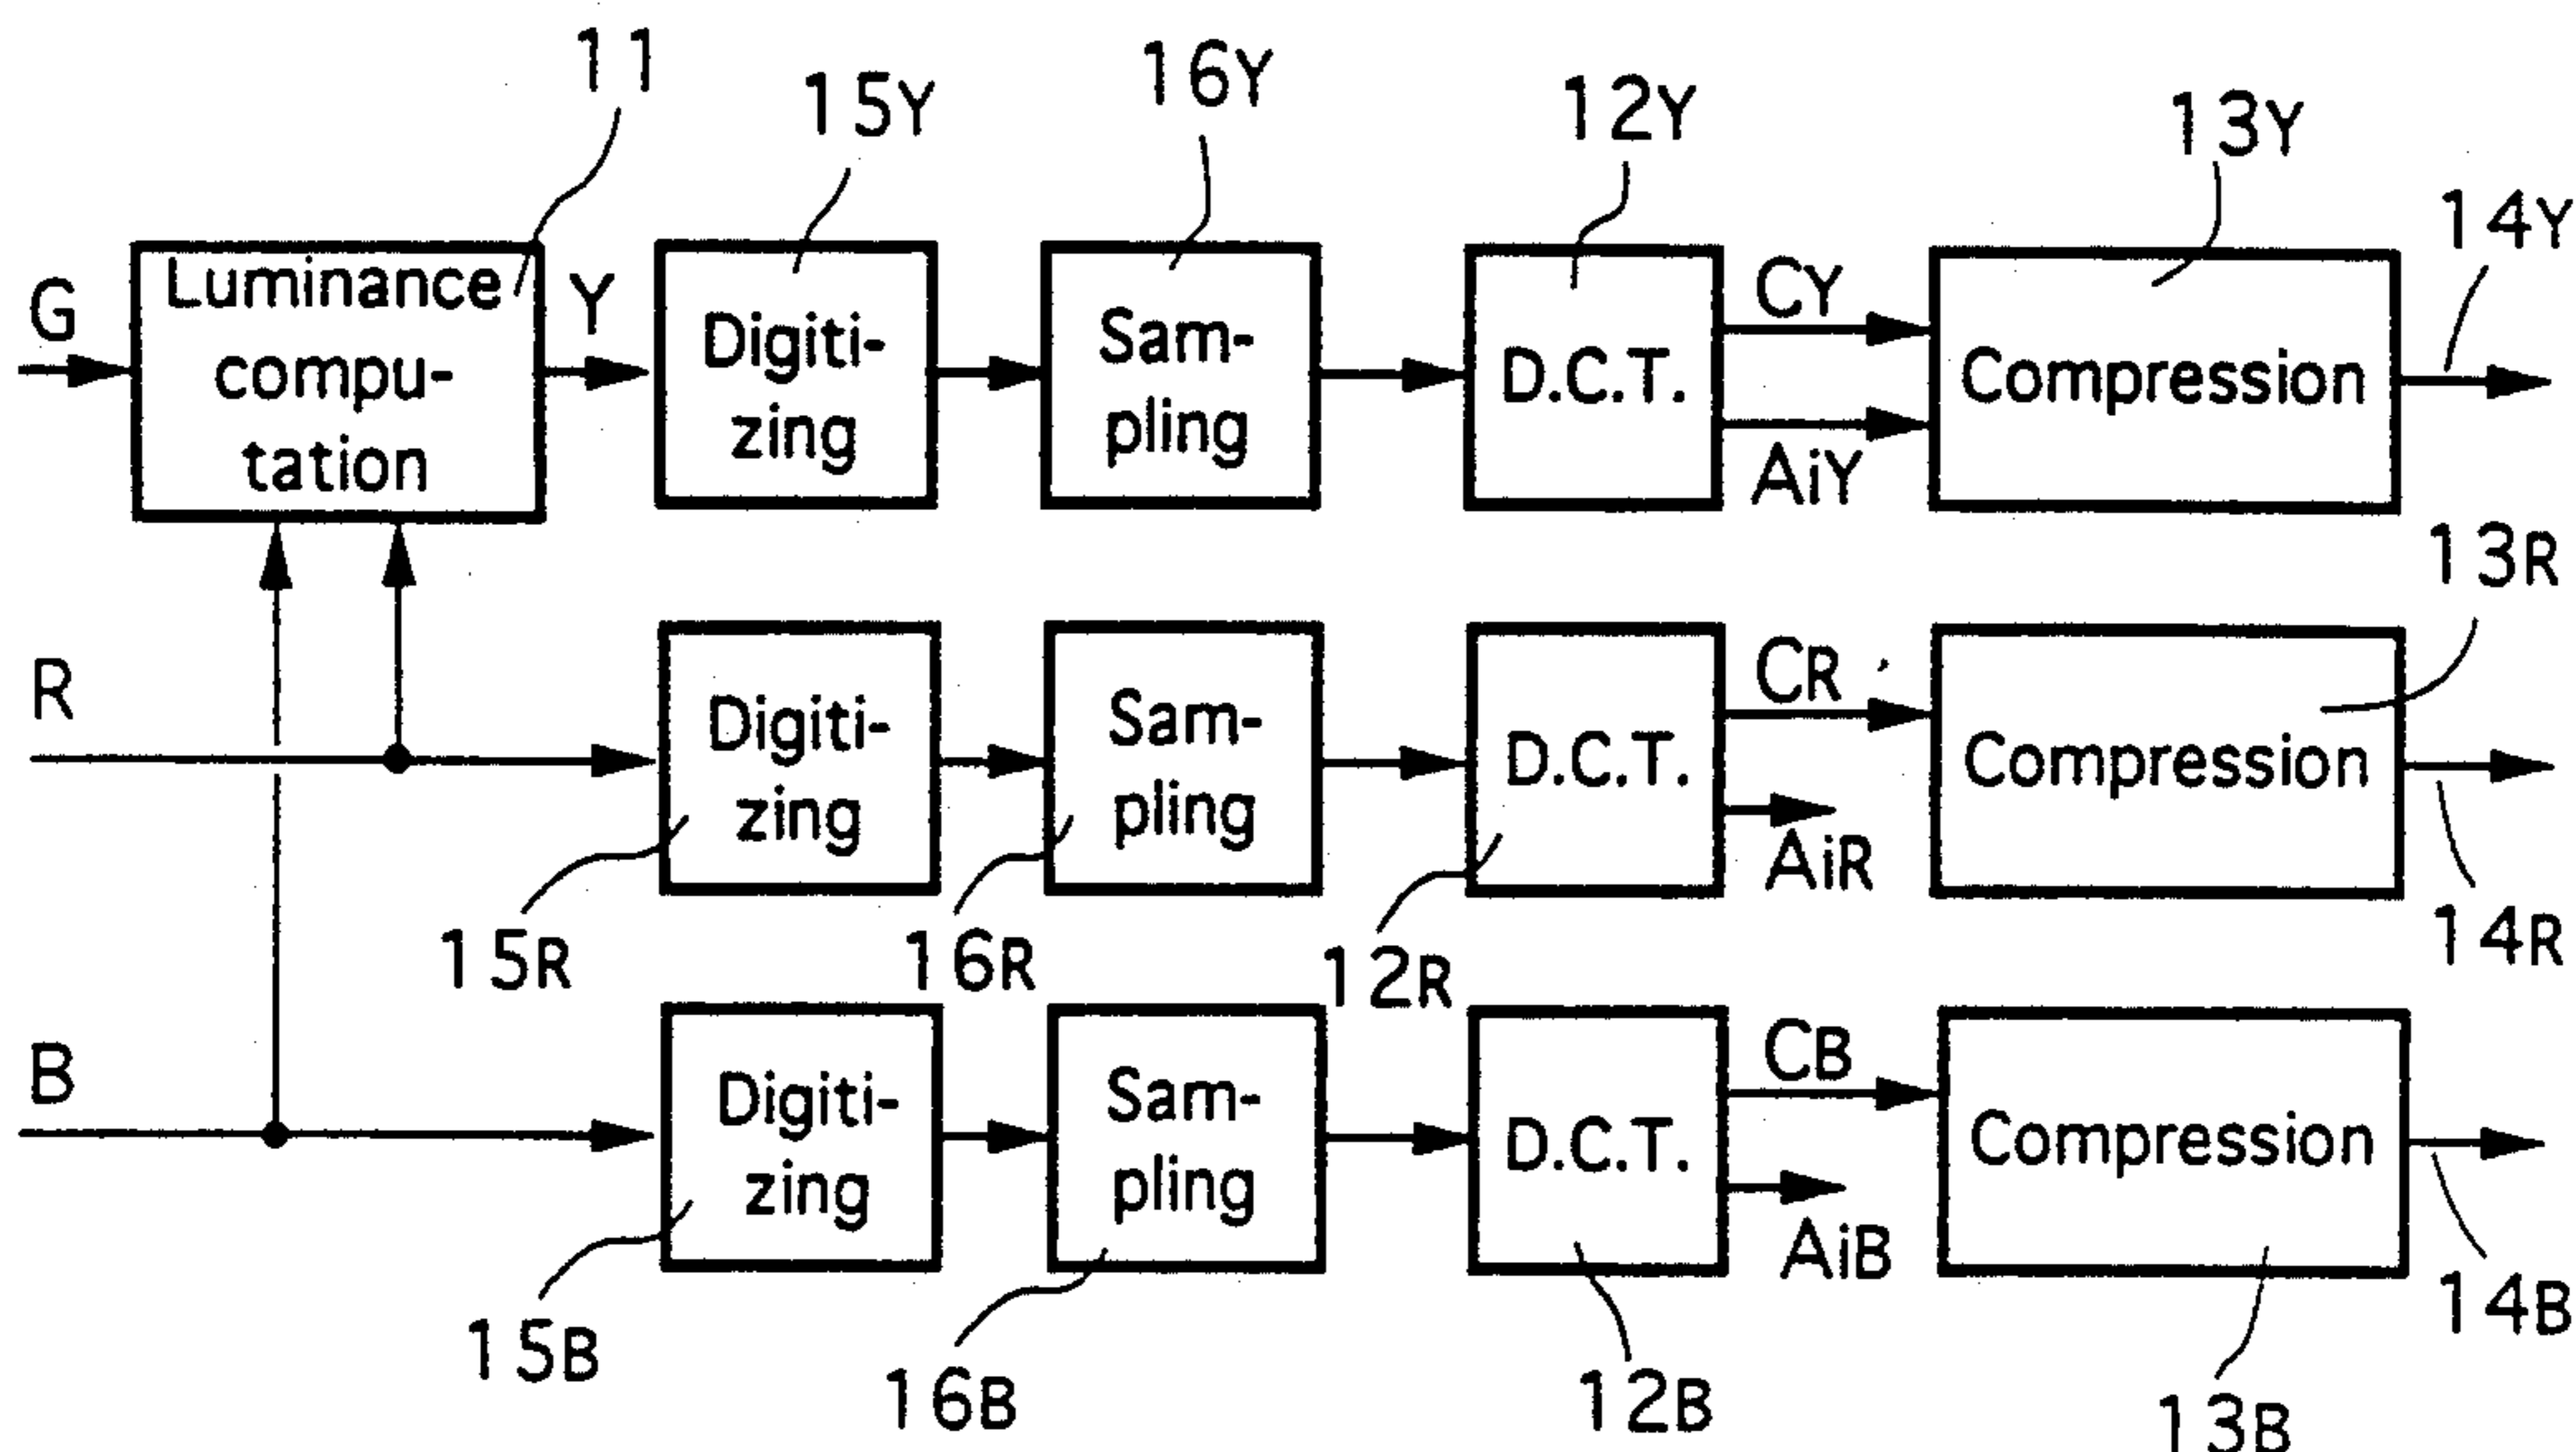 11
15Y
16Y
12Y
13Y
14Y
G
Luminance
compu-
tation
Y
Digiti-
zing
Sam-
pling
D.C.T.
CY
AiY
Compression
13R
R
Digiti-
zing
Sam-
pling
D.C.T.
CR
AiR
Compression
15R
16R
12R
14R
B
Digiti-
zing
Sam-
pling
D.C.T.
CB
AiB
Compression
15B
16B
12B
13B
14B